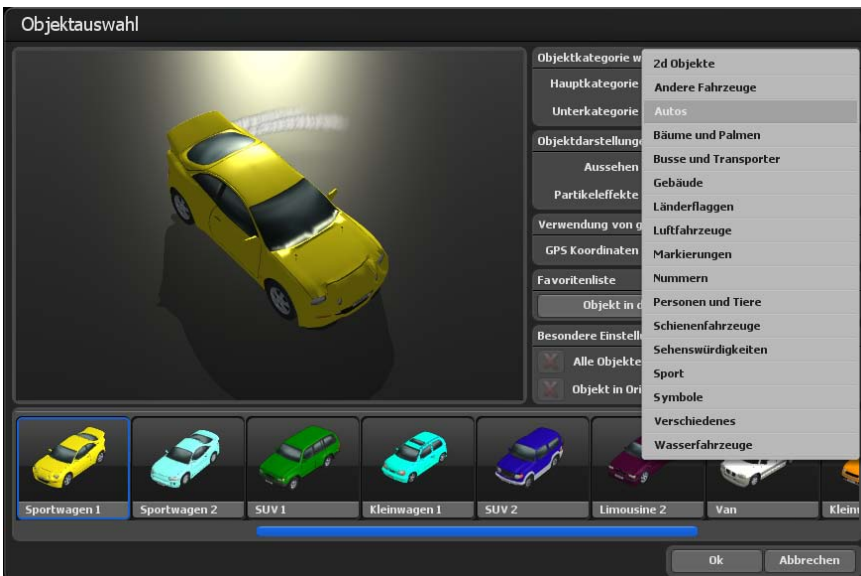 Objektauswahl
Objektkategorie w
Hauptkategorie
Unterkategorie
Objektdarstellung
Aussehen
Partikeleffekte
Verwendung von g
GPS Koordinaten
Favoritenliste
Objekt in d
Besondere Einstell
Alle Objekte
Objekt in Ori
2d Objekte
Andere Fahrzeuge
Autos
Bäume und Palmen
Busse und Transporter
Gebäude
Länderflaggen
Luftfahrzeuge
Markierungen
Nummern
Personen und Tiere
Schienenfahrzeuge
Sehenswürdigkeiten
Sport
Symbole
Verschiedenes
Wasserfahrzeuge
Sportwagen 1
Sportwagen 2
SUV 1
Kleinwagen 1
SUV 2
Limousine 2
Van
Klein
Ok
Abbrechen